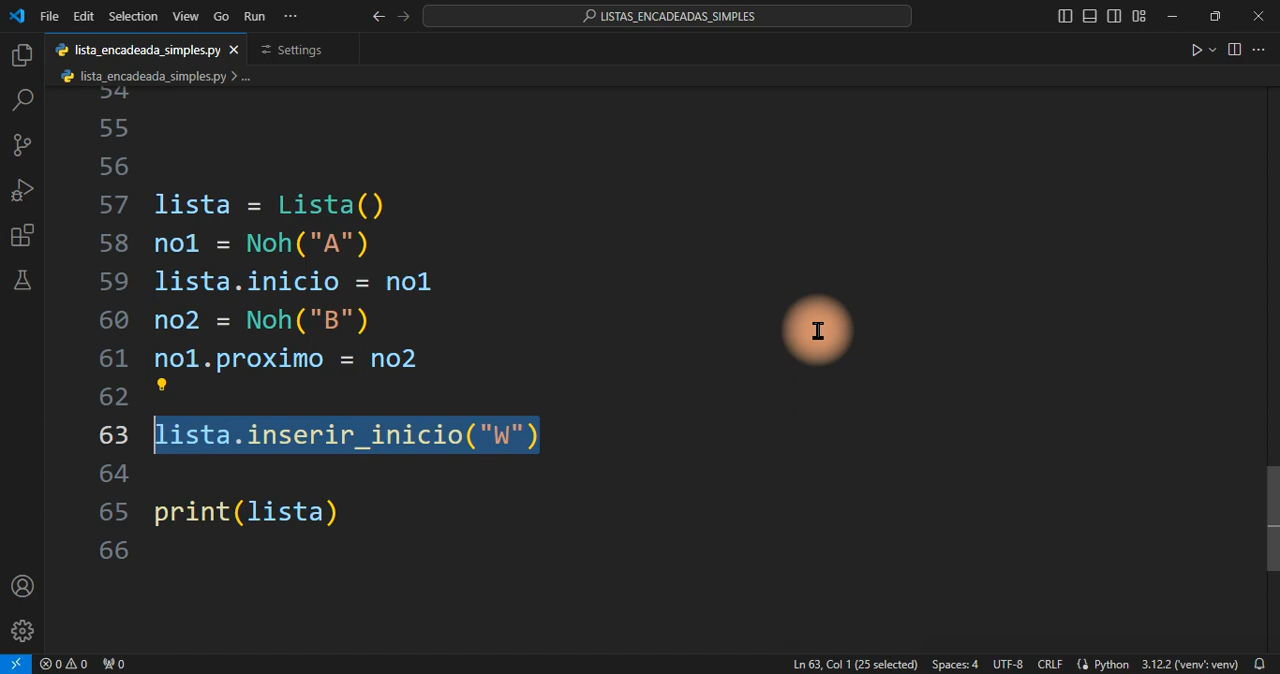 File Edit Selection View Go Run ··· LISTAS_ENCADEADAS_SIMPLES
lista_encadeada_simples.py Settings
lista_encadeada_simples.py > ...
54
55
56
57 lista = Lista()
58 no1 = Noh("A")
59 lista.inicio = no1
60 no2 = Noh("B")
61 no1.proximo = no2
62
63 lista.inserir_inicio("W")
64
65 print(lista)
66
0 0 0 Ln 63, Col 1 (25 selected) Spaces: 4 UTF-8 CRLF Python 3.12.2 ('venv': venv)